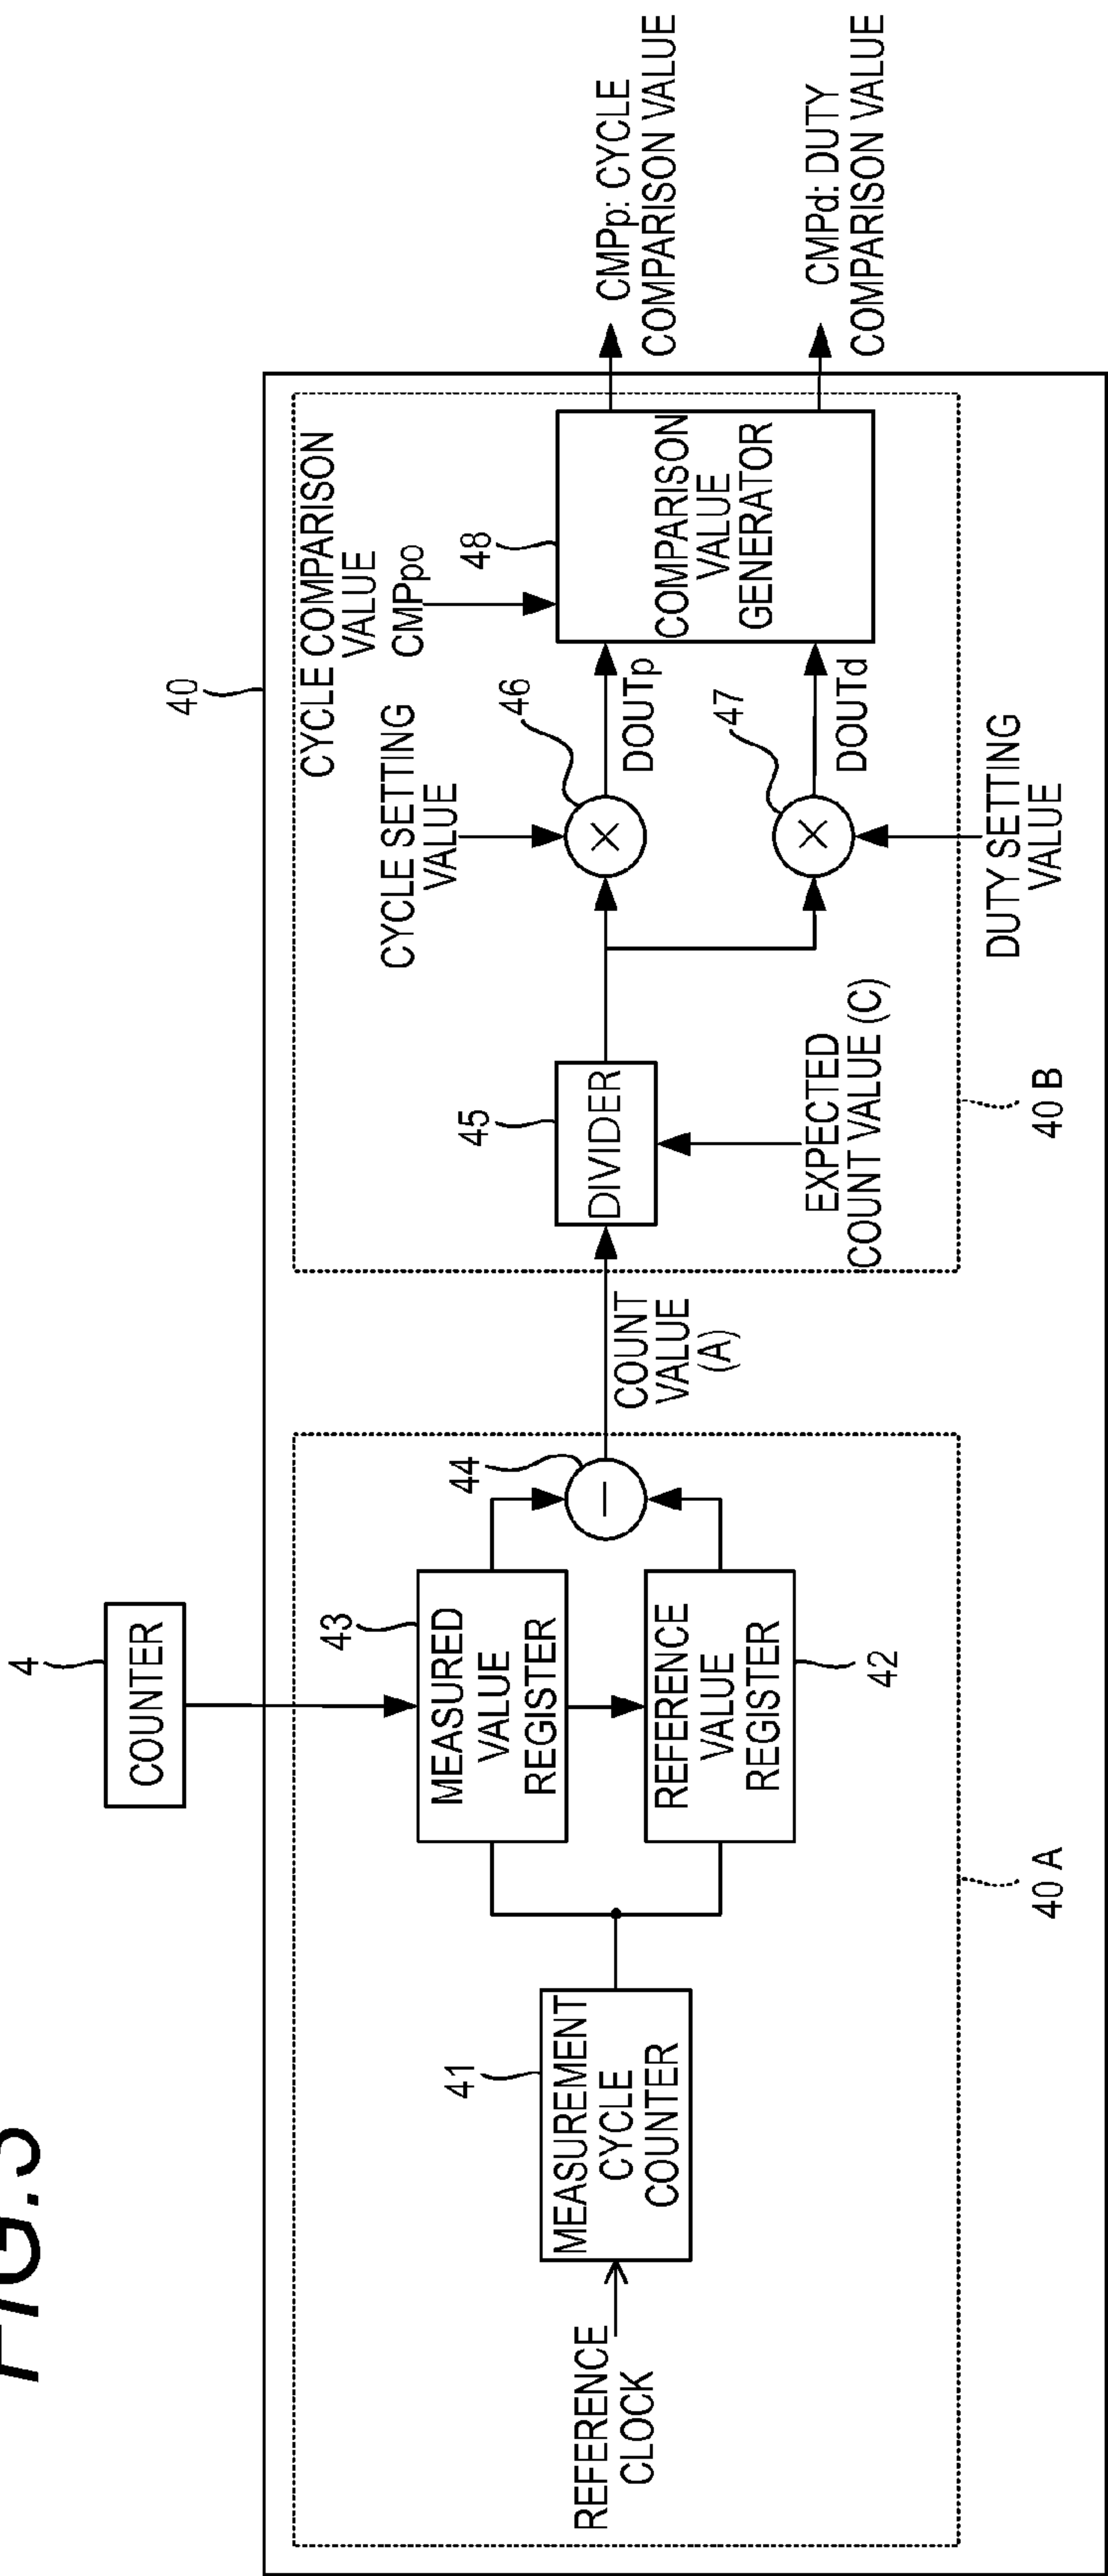 FIG.3
4
COUNTER
40
REFERENCE
CLOCK
41
MEASUREMENT
CYCLE
COUNTER
43
MEASURED
VALUE
REGISTER
REFERENCE
VALUE
REGISTER
42
44
COUNT
VALUE
(A)
40 A
45
DIVIDER
EXPECTED
COUNT VALUE (C)
CYCLE SETTING
VALUE
46
DOUTp
47
DOUTd
DUTY SETTING
VALUE
CYCLE COMPARISON
VALUE
CMPpo
48
COMPARISON
VALUE
GENERATOR
40 B
CMPp: CYCLE
COMPARISON VALUE
CMPd: DUTY
COMPARISON VALUE